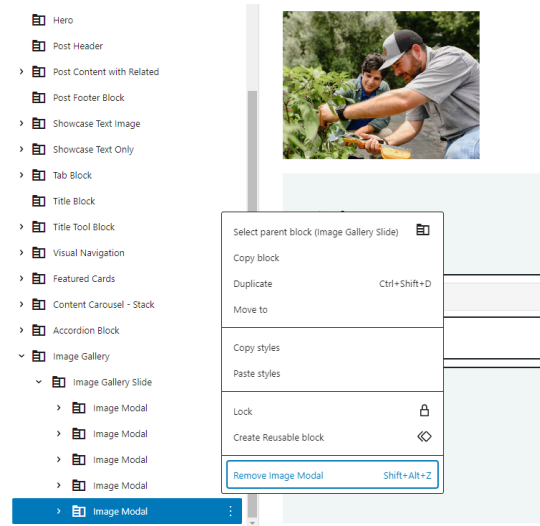 Hero
Post Header
Post Content with Related
Post Footer Block
Showcase Text Image
Showcase Text Only
Tab Block
Title Block
Title Tool Block
Visual Navigation
Featured Cards
Content Carousel - Stack
Accordion Block
Image Gallery
Image Gallery Slide
Image Modal
Image Modal
Image Modal
Image Modal
Image Modal
Select parent block (Image Gallery Slide)
Copy block
Duplicate Ctrl+Shift+D
Move to
Copy styles
Paste styles
Lock
Create Reusable block
Remove Image Modal Shift+Alt+Z